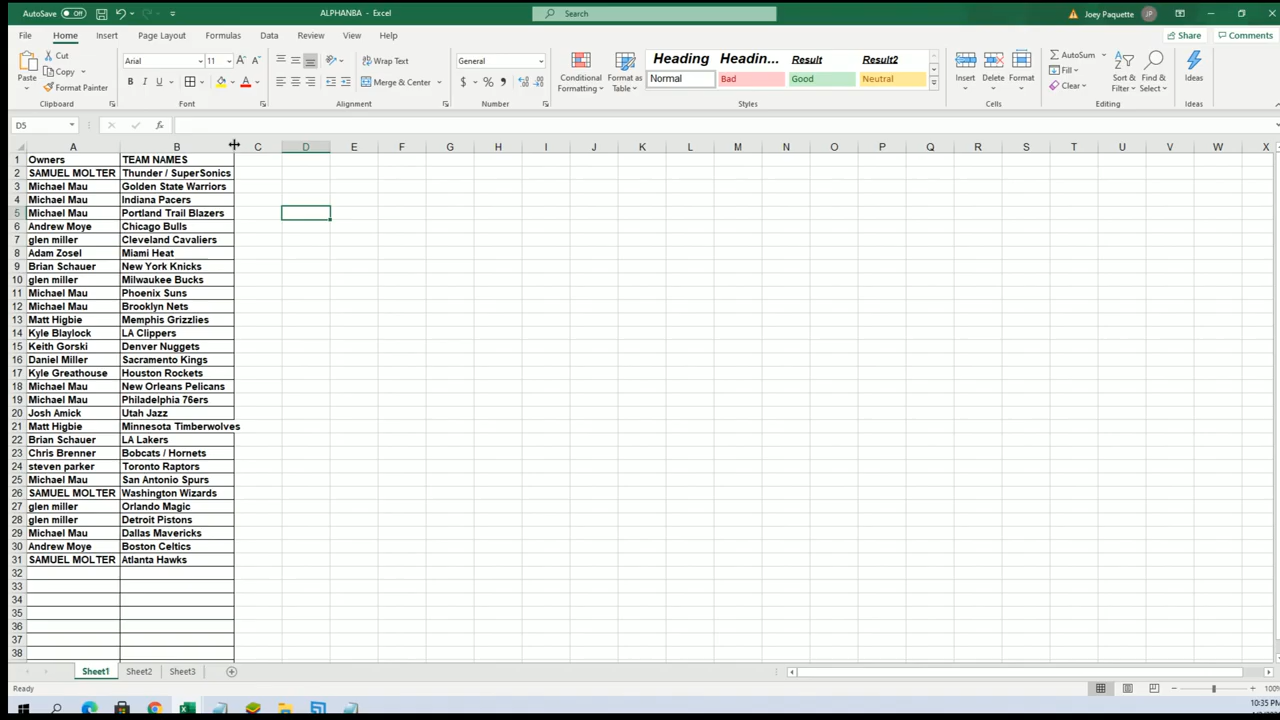 AutoSave Off ALPHANBA - Excel Search Joey Paquette JP
File Home Insert Page Layout Formulas Data Review View Help Share Comments
Cut Copy Format Painter Paste Clipboard
Arial 11 B I U A Font
Wrap Text Merge & Center Alignment
General $ % Number
Conditional Formatting Format as Table
Heading Headin... Result Result2
Normal Bad Good Neutral
Styles
Insert Delete Format Cells
AutoSum Fill Clear Sort & Filter Find & Select Editing
Ideas Ideas
D5 fx
A B C D E F G H I J K L M N O P Q R S T U V W X
1 Owners TEAM NAMES
2 SAMUEL MOLTER Thunder / SuperSonics
3 Michael Mau Golden State Warriors
4 Michael Mau Indiana Pacers
5 Michael Mau Portland Trail Blazers
6 Andrew Moye Chicago Bulls
7 glen miller Cleveland Cavaliers
8 Adam Zosel Miami Heat
9 Brian Schauer New York Knicks
10 glen miller Milwaukee Bucks
11 Michael Mau Phoenix Suns
12 Michael Mau Brooklyn Nets
13 Matt Higbie Memphis Grizzlies
14 Kyle Blaylock LA Clippers
15 Keith Gorski Denver Nuggets
16 Daniel Miller Sacramento Kings
17 Kyle Greathouse Houston Rockets
18 Michael Mau New Orleans Pelicans
19 Michael Mau Philadelphia 76ers
20 Josh Amick Utah Jazz
21 Matt Higbie Minnesota Timberwolves
22 Brian Schauer LA Lakers
23 Chris Brenner Bobcats / Hornets
24 steven parker Toronto Raptors
25 Michael Mau San Antonio Spurs
26 SAMUEL MOLTER Washington Wizards
27 glen miller Orlando Magic
28 glen miller Detroit Pistons
29 Michael Mau Dallas Mavericks
30 Andrew Moye Boston Celtics
31 SAMUEL MOLTER Atlanta Hawks
32
33
34
35
36
37
38
Sheet1 Sheet2 Sheet3
Ready 100%
10:35 PM